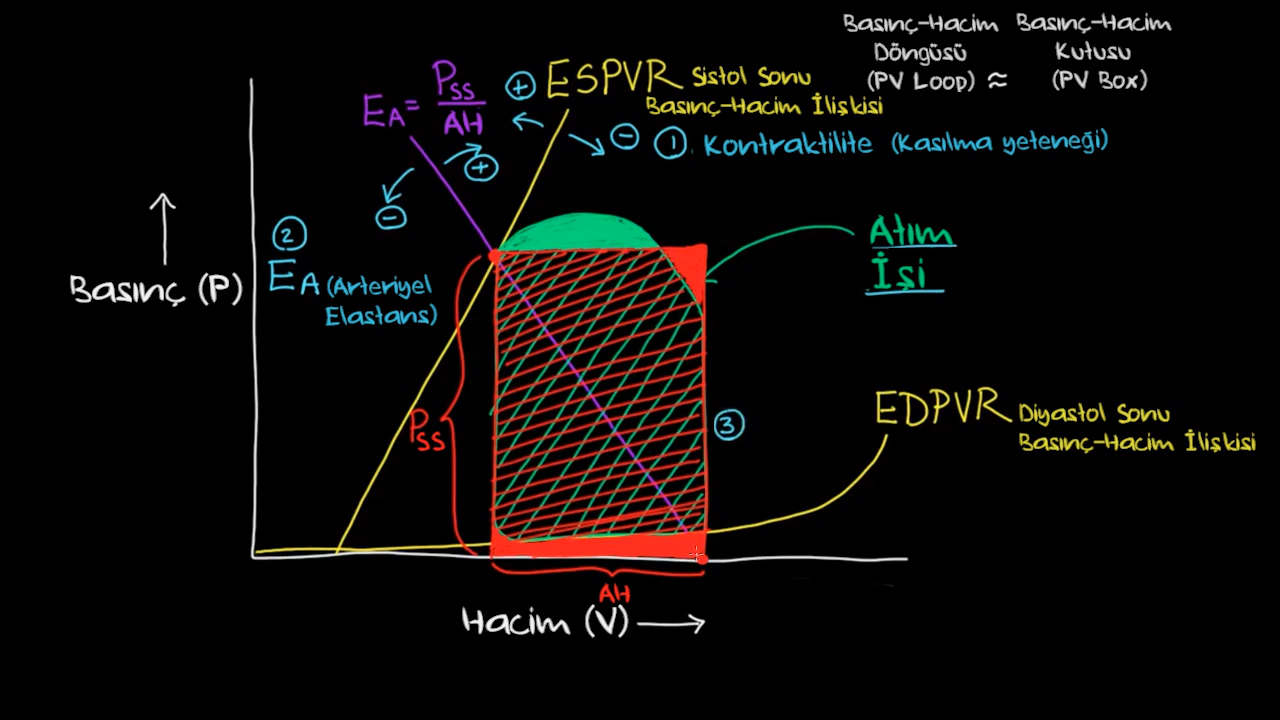 Basınç-Hacim Döngüsü (PV Loop) ≈ Basınç-Hacim Kutusu (PV Box)
EA = PSS / AH
+ ESPVR Sistol Sonu
Basınç-Hacim İlişkisi
- 1. Kontraktilite (Kasılma yeteneği)
+
-
2
EA (Arteriyel
Elastans)
Atım
İşi
Basınç (P)
PSS
3
EDPVR Diyastol Sonu
Basınç-Hacim İlişkisi
AH
Hacim (V)